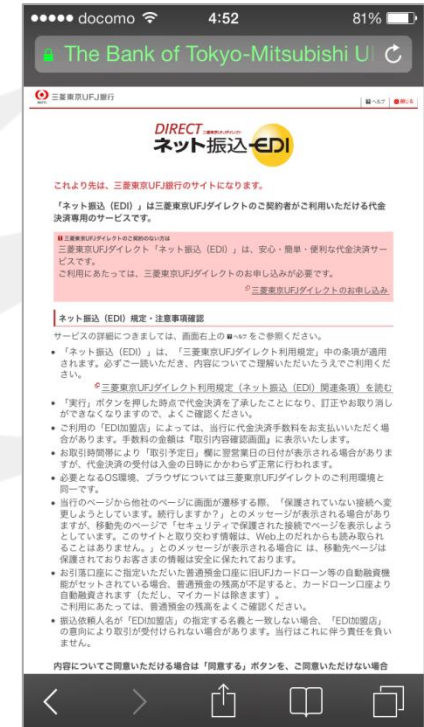 docomo 4:52 81%
The Bank of Tokyo-Mitsubishi U
三菱東京UFJ銀行
ヘルプ 閉じる
DIRECT 三菱東京UFJダイレクト
ネット振込 EDI
これより先は、三菱東京UFJ銀行のサイトになります。
「ネット振込（EDI）」は三菱東京UFJダイレクトのご契約者がご利用いただける代金
決済専用のサービスです。
三菱東京UFJダイレクトのご契約のない方は
三菱東京UFJダイレクト「ネット振込（EDI）」は、安心・簡単・便利な代金決済サー
ビスです。
ご利用にあたっては、三菱東京UFJダイレクトのお申し込みが必要です。
三菱東京UFJダイレクトのお申し込み
ネット振込（EDI）規定・注意事項確認
サービスの詳細につきましては、画面右上の ヘルプ をご参照ください。
• 「ネット振込（EDI）」は、「三菱東京UFJダイレクト利用規定」中の条項が適用
されます。必ずご一読いただき、内容についてご理解いただいたうえでご利用くだ
さい。
三菱東京UFJダイレクト利用規定（ネット振込（EDI）関連条項）を読む
• 「実行」ボタンを押した時点で代金決済を了承したことになり、訂正やお取り消し
ができなくなりますので、よくご確認ください。
• ご利用の「EDI加盟店」によっては、当行に代金決済手数料をお支払いいただく場
合があります。手数料の金額は『取引内容確認画面』に表示いたします。
• お取引時間帯により「取引予定日」欄に翌営業日の日付が表示される場合がありま
すが、代金決済の受付は入金の日時にかかわらず正常に行われます。
• 必要となるOS環境、ブラウザについては三菱東京UFJダイレクトのご利用環境と
同一です。
• 当行のページから他社のページに画面が遷移する際、「保護されていない接続へ変
更しようとしています。続行しますか？」とのメッセージが表示される場合があり
ますが、移動先のページで「セキュリティで保護された接続でページを表示しよう
としています。このサイトと取り交わす情報は、Web上のだれからも読み取られ
ることはありません。」とのメッセージが表示される場合に は、移動先ページは
保護されておりお客さまの情報は安全に保たれております。
• お引落口座にご指定いただいた普通預金口座に旧UFJカードローン等の自動融資機
能がセットされている場合、普通預金の残高が不足すると、カードローン口座より
自動融資されます（ただし、マイカードは除きます）。
ご利用にあたっては、普通預金の残高をよくご確認ください。
• 振込依頼人名が「EDI加盟店」の指定する名義と一致しない場合、「EDI加盟店」
の意向により取引が受付けられない場合があります。当行はこれに伴う責任を負い
ません。
内容についてご同意いただける場合は「同意する」ボタンを、ご同意いただけない場合